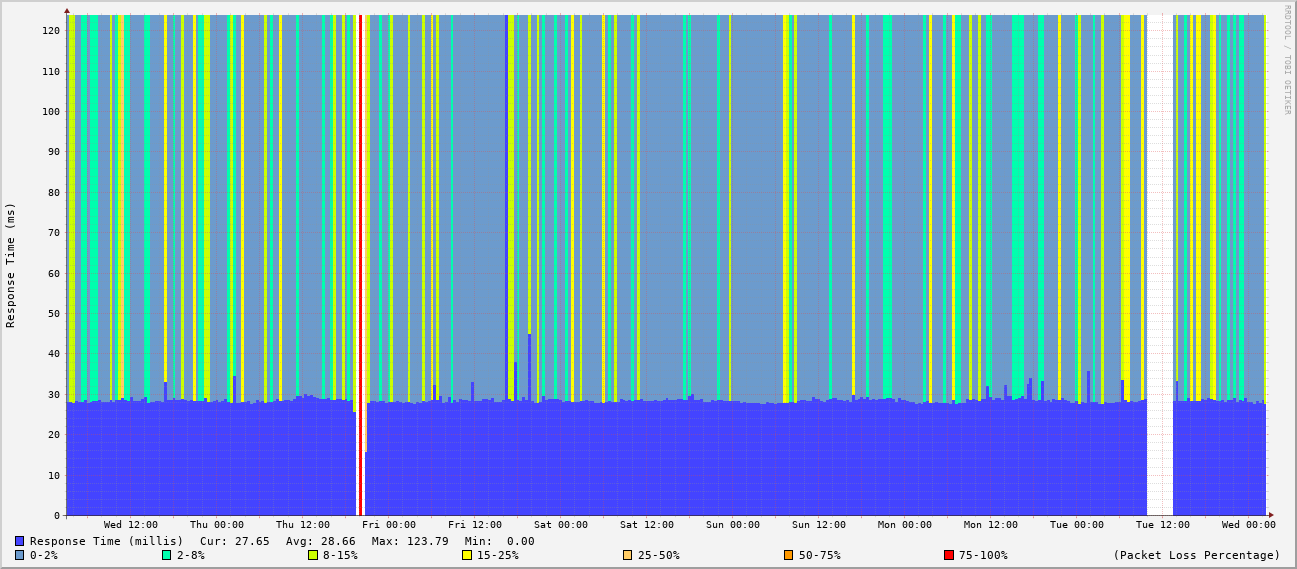 RRDTOOL / TOBI OETIKER
Response Time (ms)
120
110
100
90
80
70
60
50
40
30
20
10
0
Wed 12:00 Thu 00:00 Thu 12:00 Fri 00:00 Fri 12:00 Sat 00:00 Sat 12:00 Sun 00:00 Sun 12:00 Mon 00:00 Mon 12:00 Tue 00:00 Tue 12:00 Wed 00:00
Response Time (millis) Cur: 27.65 Avg: 28.66 Max: 123.79 Min: 0.00
0-2% 2-8% 8-15% 15-25% 25-50% 50-75% 75-100% (Packet Loss Percentage)